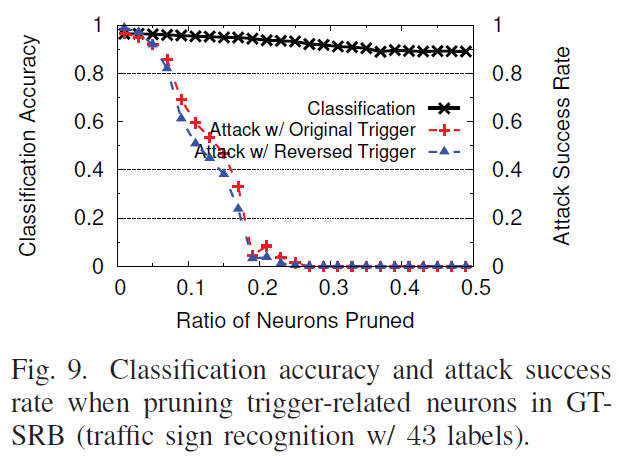 Classification Accuracy
1
0.8
0.6
0.4
0.2
0
Classification
Attack w/ Original Trigger
Attack w/ Reversed Trigger
1
0.8
0.6
0.4
0.2
0
Attack Success Rate
0 0.1 0.2 0.3 0.4 0.5
Ratio of Neurons Pruned
Fig. 9. Classification accuracy and attack success
rate when pruning trigger-related neurons in GT-
SRB (traffic sign recognition w/ 43 labels).